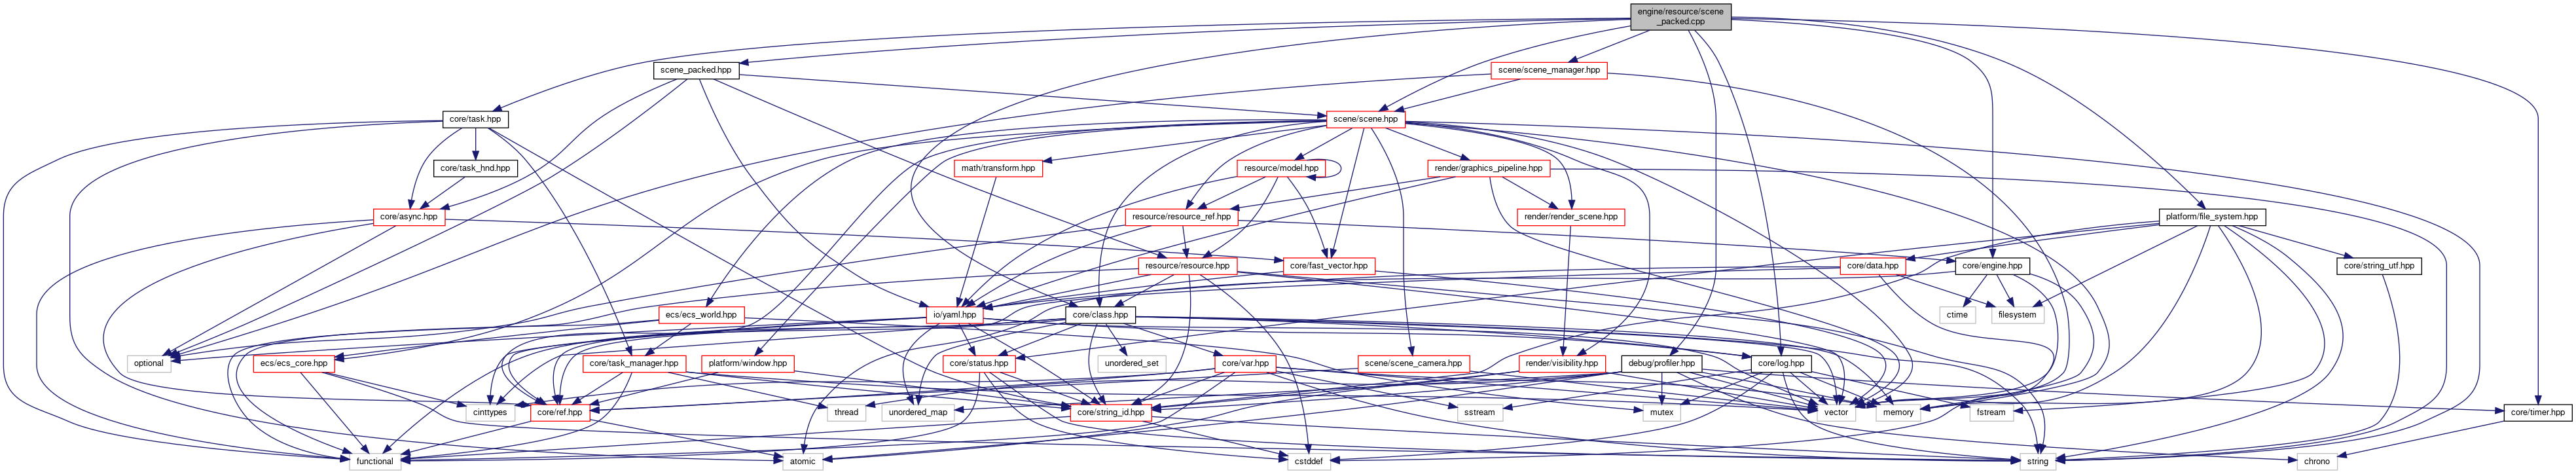 engine/resource/scene
_packed.cpp
scene_packed.hpp
scene/scene_manager.hpp
core/task.hpp
scene/scene.hpp
core/task_hnd.hpp
math/transform.hpp
resource/model.hpp
render/graphics_pipeline.hpp
core/async.hpp
resource/resource_ref.hpp
render/render_scene.hpp
platform/file_system.hpp
resource/resource.hpp
core/fast_vector.hpp
core/data.hpp
core/engine.hpp
core/string_utf.hpp
ecs/ecs_world.hpp
io/yaml.hpp
core/class.hpp
ctime
filesystem
optional
ecs/ecs_core.hpp
core/task_manager.hpp
platform/window.hpp
core/status.hpp
unordered_set
core/var.hpp
scene/scene_camera.hpp
render/visibility.hpp
debug/profiler.hpp
core/log.hpp
cinttypes
core/ref.hpp
thread
unordered_map
core/string_id.hpp
sstream
mutex
vector
memory
fstream
core/timer.hpp
functional
atomic
cstddef
string
chrono